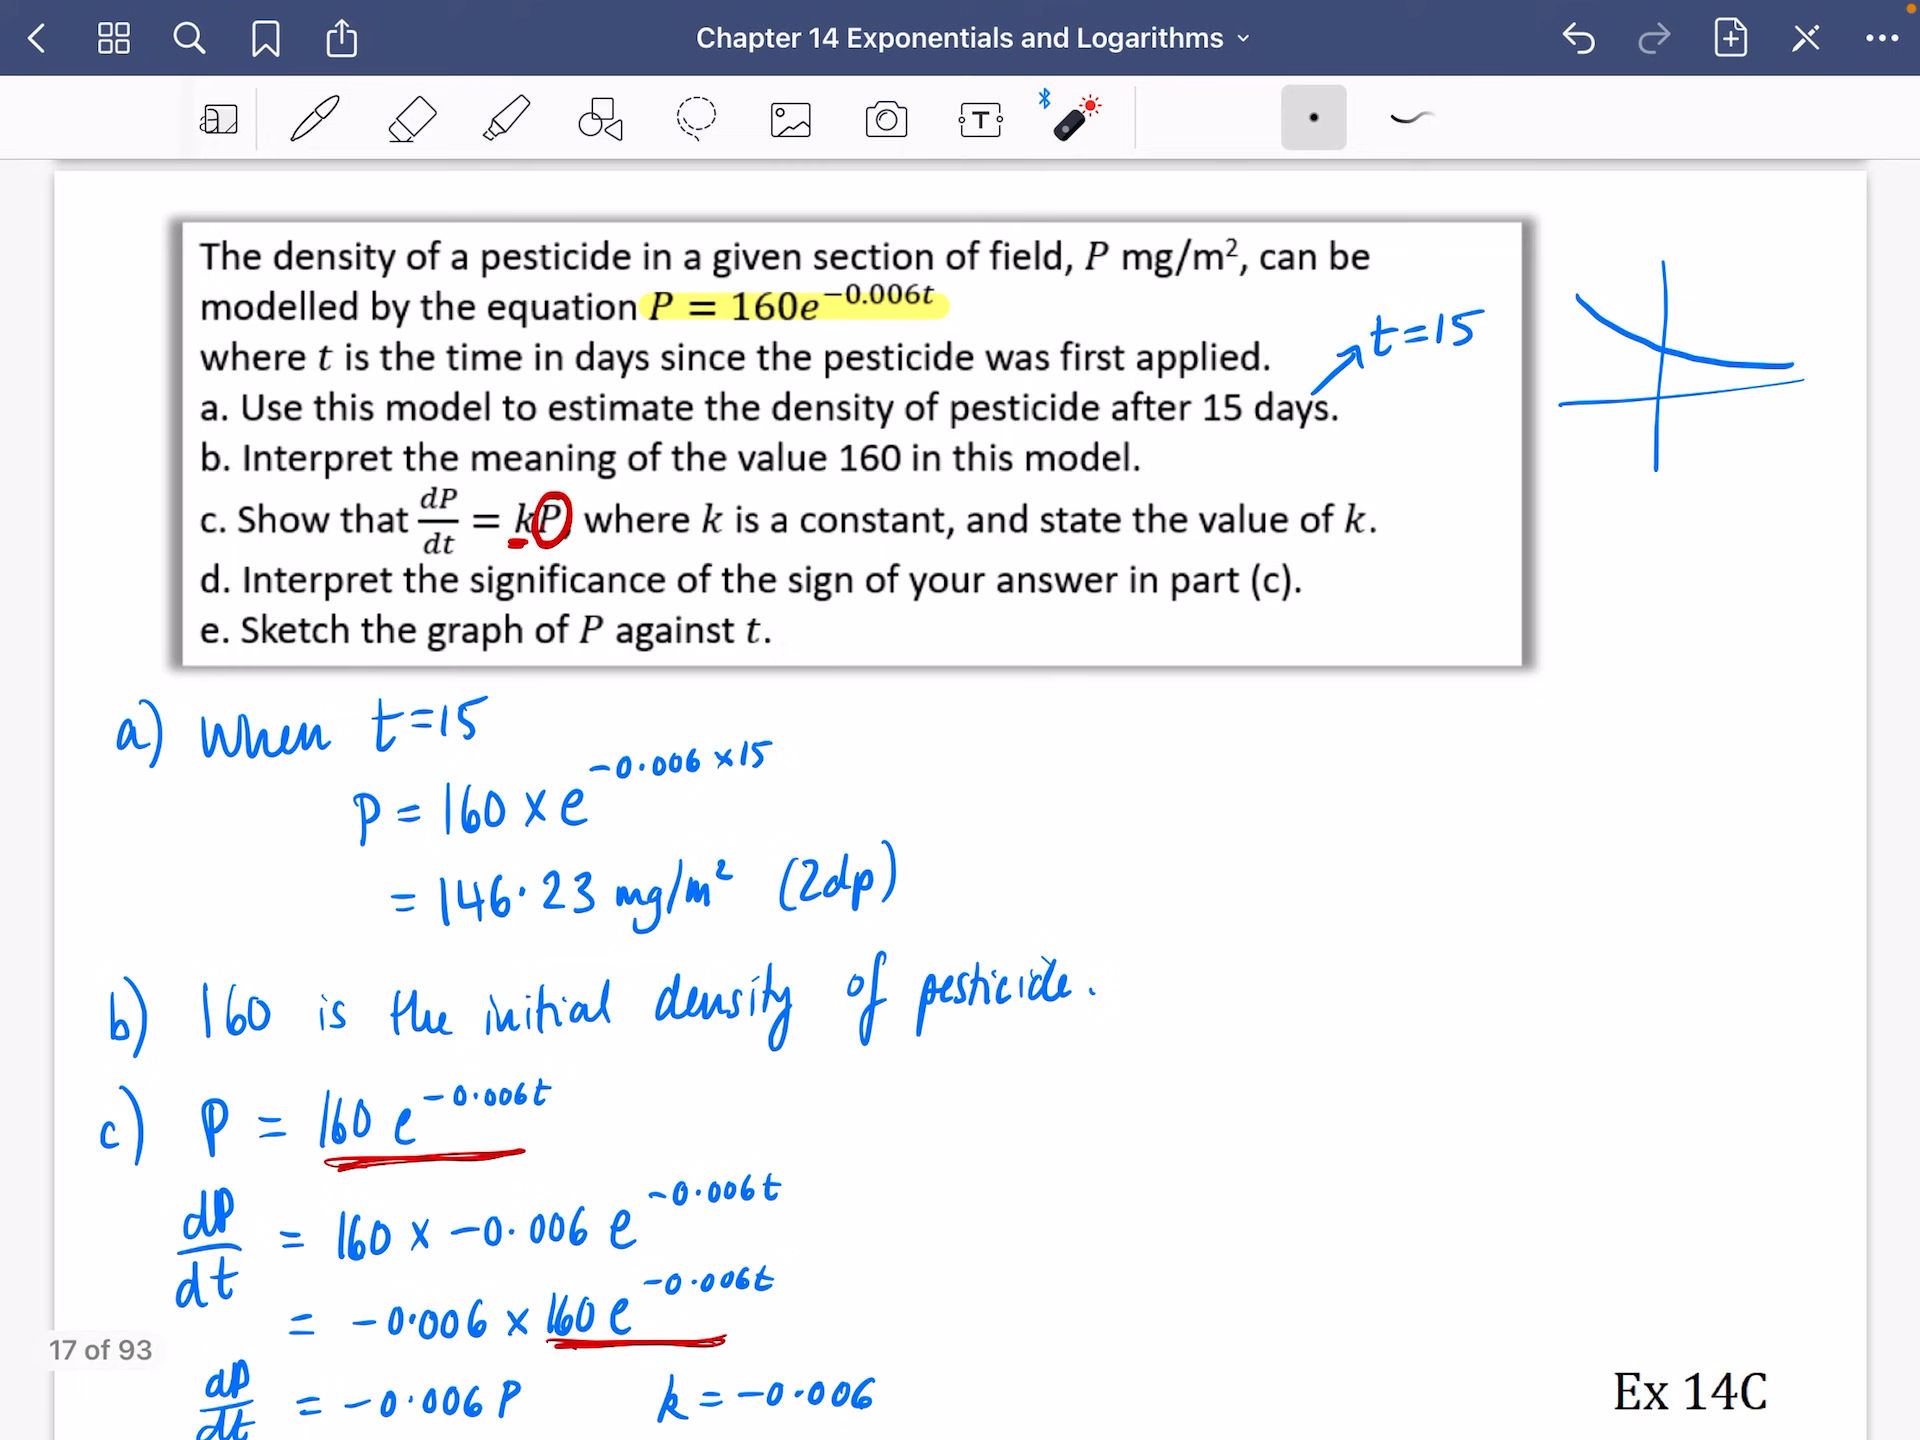 Chapter 14 Exponentials and Logarithms
The density of a pesticide in a given section of field, P mg/m², can be
modelled by the equation P = 160e^{-0.006t}
where t is the time in days since the pesticide was first applied.
t=15
a. Use this model to estimate the density of pesticide after 15 days.
b. Interpret the meaning of the value 160 in this model.
c. Show that dP/dt = kP, where k is a constant, and state the value of k.
d. Interpret the significance of the sign of your answer in part (c).
e. Sketch the graph of P against t.
a) When t=15
P = 160 × e^{-0.006 × 15}
= 146.23 mg/m² (2dp)
b) 160 is the initial density of pesticide.
c) P = 160 e^{-0.006t}
dP/dt = 160 × -0.006 e^{-0.006t}
= -0.006 × 160 e^{-0.006t}
17 of 93
dP/dt = -0.006 P k = -0.006
Ex 14C